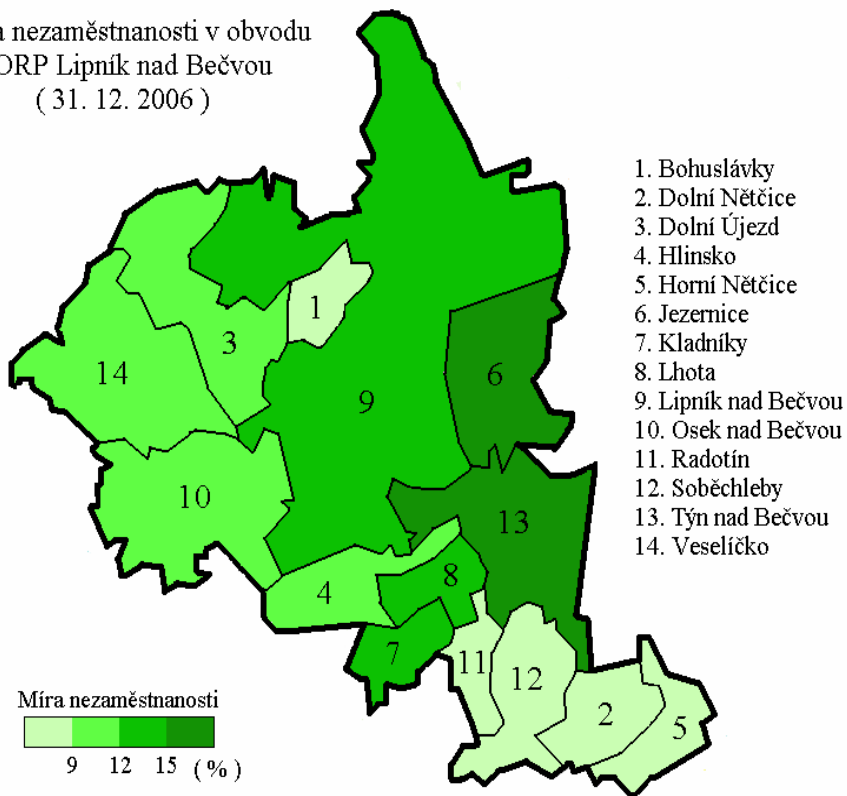 a nezaměstnanosti v obvodu
ORP Lipník nad Bečvou
( 31. 12. 2006 )
1. Bohuslávky
2. Dolní Nětčice
3. Dolní Újezd
4. Hlinsko
5. Horní Nětčice
6. Jezernice
7. Kladníky
8. Lhota
9. Lipník nad Bečvou
10. Osek nad Bečvou
11. Radotín
12. Soběchleby
13. Týn nad Bečvou
14. Veselíčko
1
3
14
9
6
10
13
8
4
7
11
12
2
5
Míra nezaměstnanosti
9 12 15 ( % )